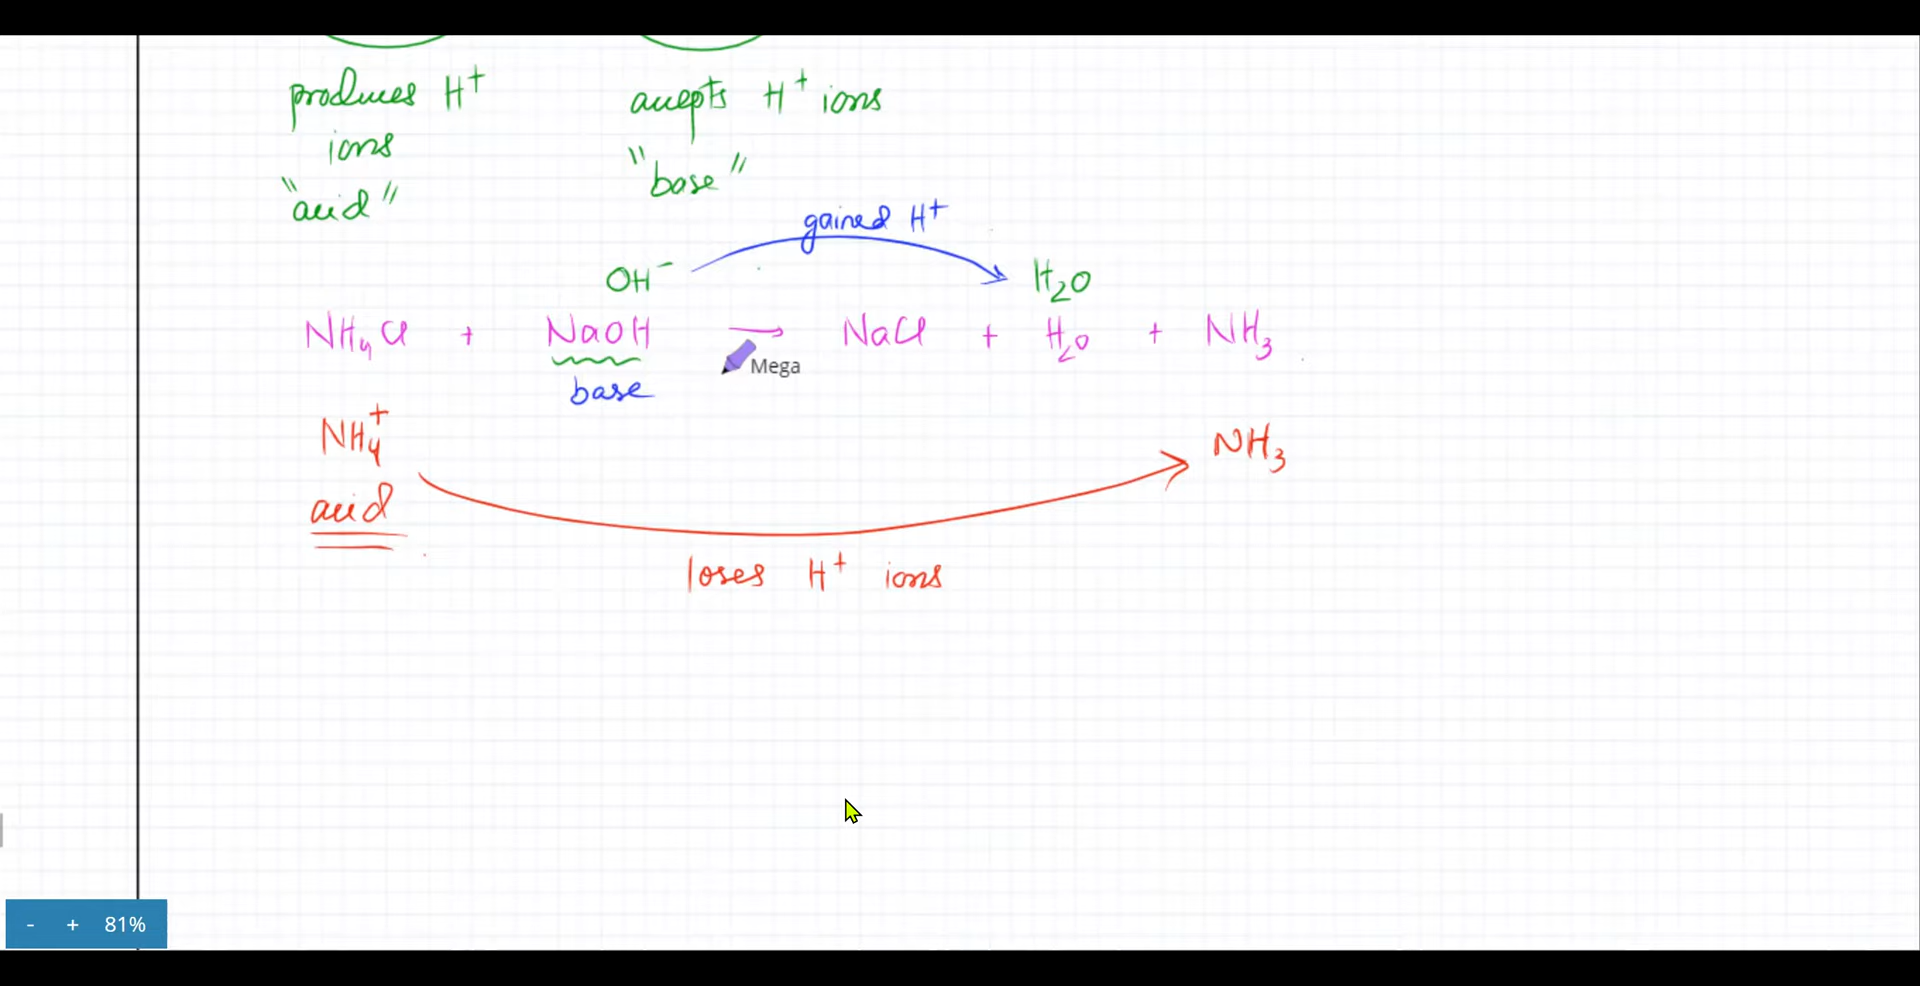 produces H⁺
ions
"acid"
accepts H⁺ ions
"base"
gained H⁺
OH⁻
H₂O
NH₄Cl + NaOH → NaCl + H₂O + NH₃
Mega
base
NH₄⁺
NH₃
acid
loses H⁺ ions
- + 81%